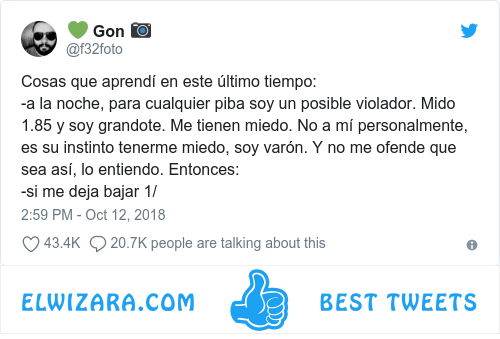 💚 Gon 📷
@f32foto
Cosas que aprendí en este último tiempo:
-a la noche, para cualquier piba soy un posible violador. Mido
1.85 y soy grandote. Me tienen miedo. No a mí personalmente,
es su instinto tenerme miedo, soy varón. Y no me ofende que
sea así, lo entiendo. Entonces:
-si me deja bajar 1/
2:59 PM - Oct 12, 2018
43.4K 20.7K people are talking about this
ELWIZARA.COM BEST TWEETS